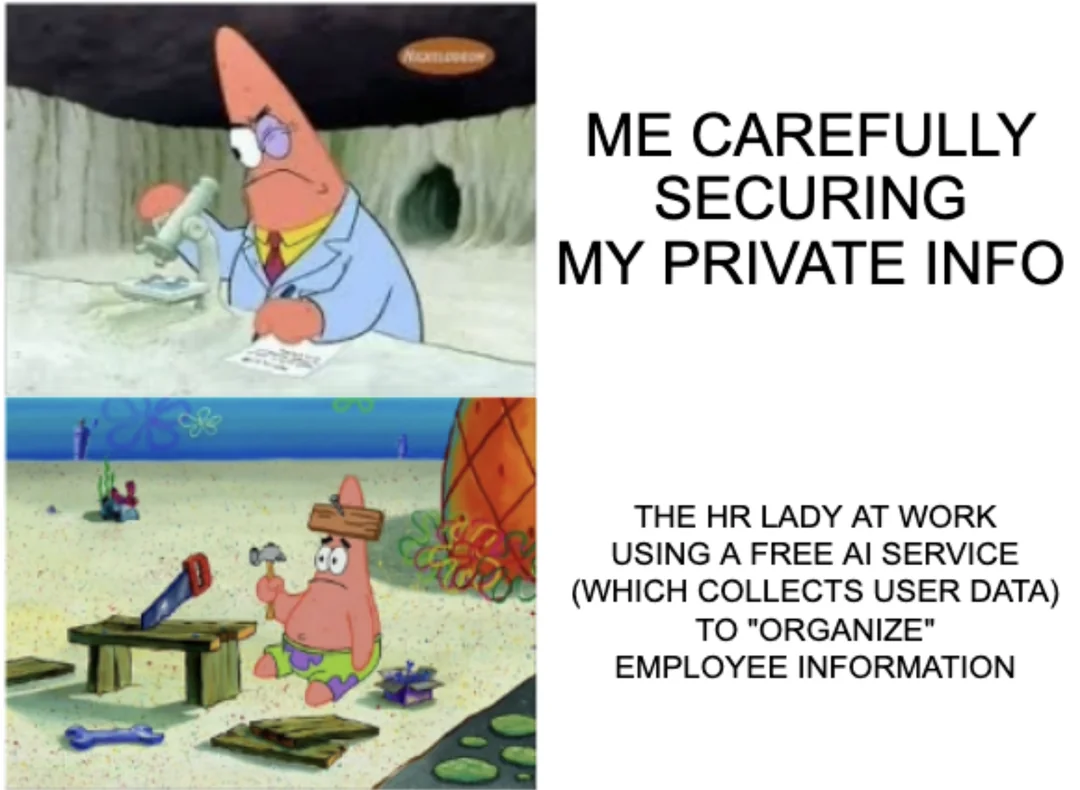 NICKELODEON
ME CAREFULLY
SECURING
MY PRIVATE INFO
THE HR LADY AT WORK
USING A FREE AI SERVICE
(WHICH COLLECTS USER DATA)
TO "ORGANIZE"
EMPLOYEE INFORMATION